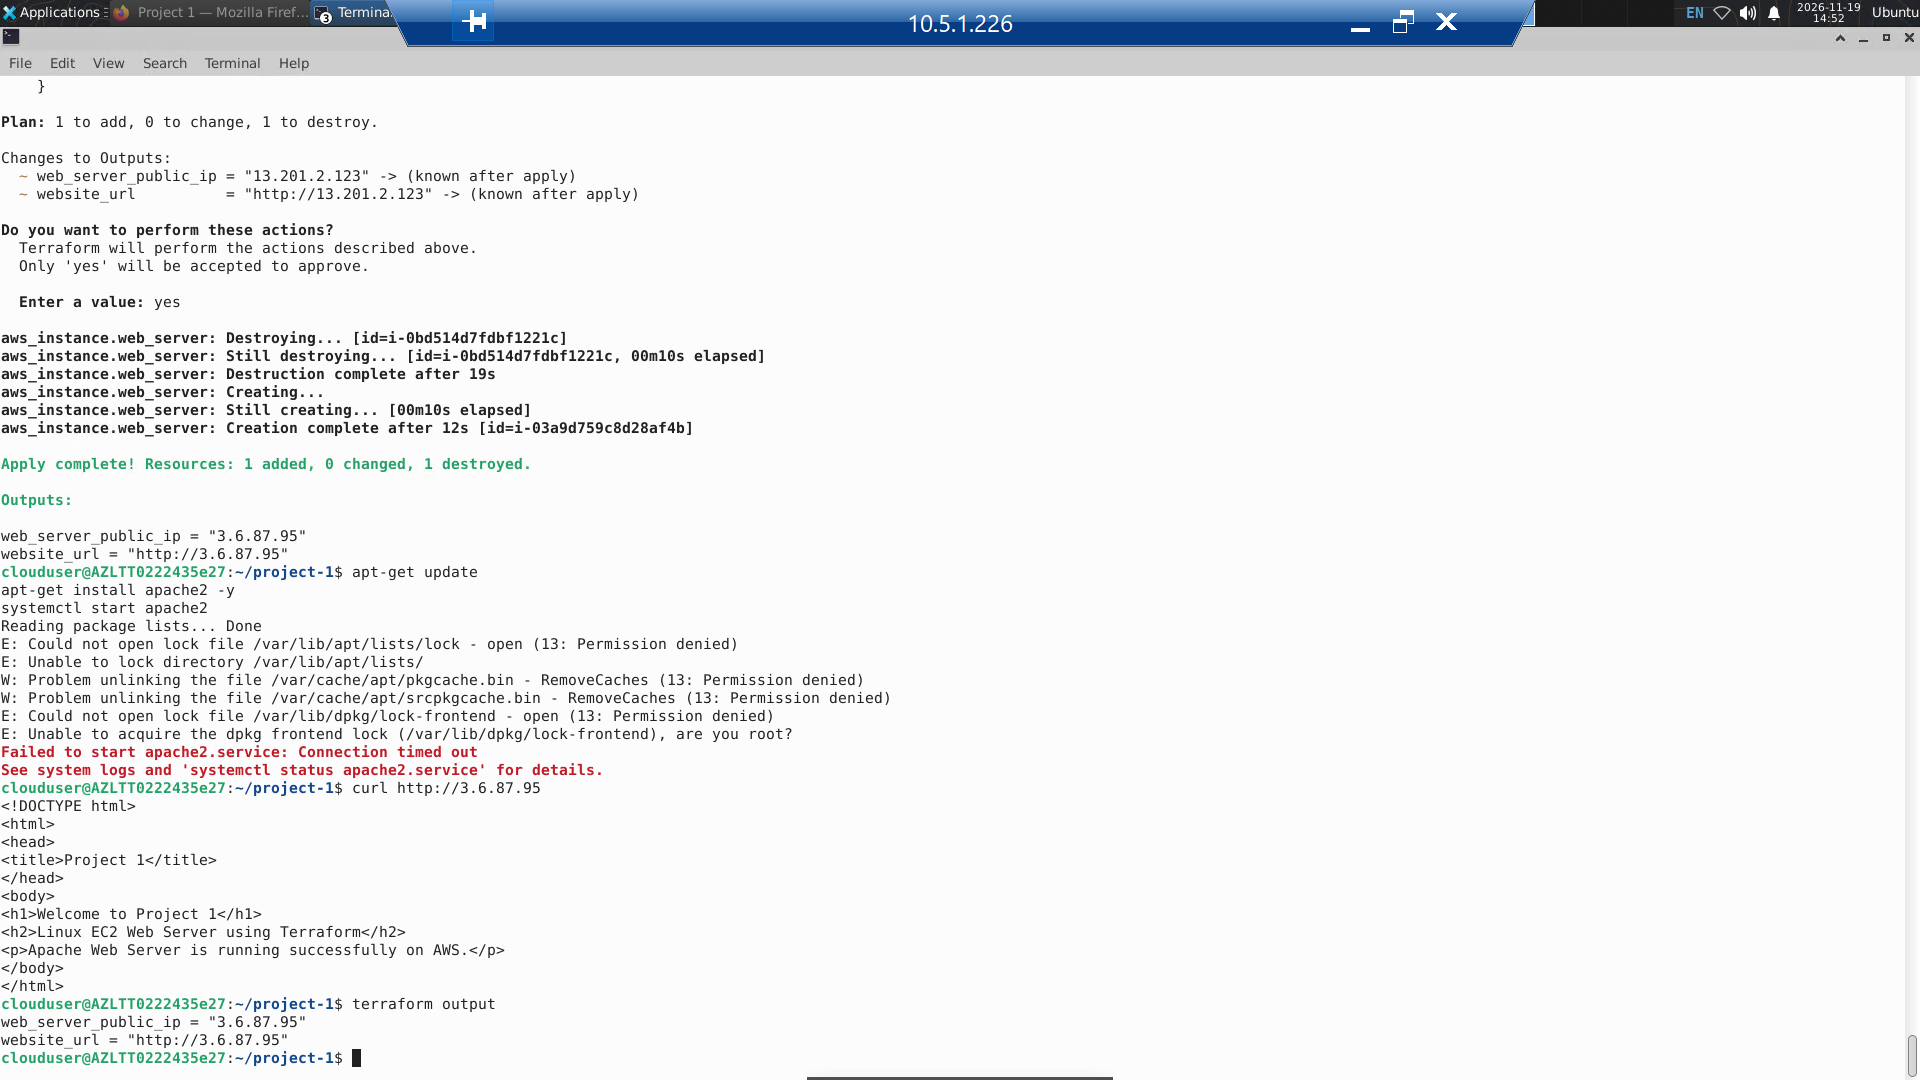 Applications
Project 1 — Mozilla Firef...
3
Termina
10.5.1.226
EN
2026-11-19
14:52
Ubuntu
File Edit View Search Terminal Help
    }
Plan: 1 to add, 0 to change, 1 to destroy.
Changes to Outputs:
  ~ web_server_public_ip = "13.201.2.123" -> (known after apply)
  ~ website_url          = "http://13.201.2.123" -> (known after apply)
Do you want to perform these actions?
  Terraform will perform the actions described above.
  Only 'yes' will be accepted to approve.
  Enter a value: yes
aws_instance.web_server: Destroying... [id=i-0bd514d7fdbf1221c]
aws_instance.web_server: Still destroying... [id=i-0bd514d7fdbf1221c, 00m10s elapsed]
aws_instance.web_server: Destruction complete after 19s
aws_instance.web_server: Creating...
aws_instance.web_server: Still creating... [00m10s elapsed]
aws_instance.web_server: Creation complete after 12s [id=i-03a9d759c8d28af4b]
Apply complete! Resources: 1 added, 0 changed, 1 destroyed.
Outputs:
web_server_public_ip = "3.6.87.95"
website_url = "http://3.6.87.95"
clouduser@AZLTT0222435e27:~/project-1$ apt-get update
apt-get install apache2 -y
systemctl start apache2
Reading package lists... Done
E: Could not open lock file /var/lib/apt/lists/lock - open (13: Permission denied)
E: Unable to lock directory /var/lib/apt/lists/
W: Problem unlinking the file /var/cache/apt/pkgcache.bin - RemoveCaches (13: Permission denied)
W: Problem unlinking the file /var/cache/apt/srcpkgcache.bin - RemoveCaches (13: Permission denied)
E: Could not open lock file /var/lib/dpkg/lock-frontend - open (13: Permission denied)
E: Unable to acquire the dpkg frontend lock (/var/lib/dpkg/lock-frontend), are you root?
Failed to start apache2.service: Connection timed out
See system logs and 'systemctl status apache2.service' for details.
clouduser@AZLTT0222435e27:~/project-1$ curl http://3.6.87.95
<!DOCTYPE html>
<html>
<head>
<title>Project 1</title>
</head>
<body>
<h1>Welcome to Project 1</h1>
<h2>Linux EC2 Web Server using Terraform</h2>
<p>Apache Web Server is running successfully on AWS.</p>
</body>
</html>
clouduser@AZLTT0222435e27:~/project-1$ terraform output
web_server_public_ip = "3.6.87.95"
website_url = "http://3.6.87.95"
clouduser@AZLTT0222435e27:~/project-1$